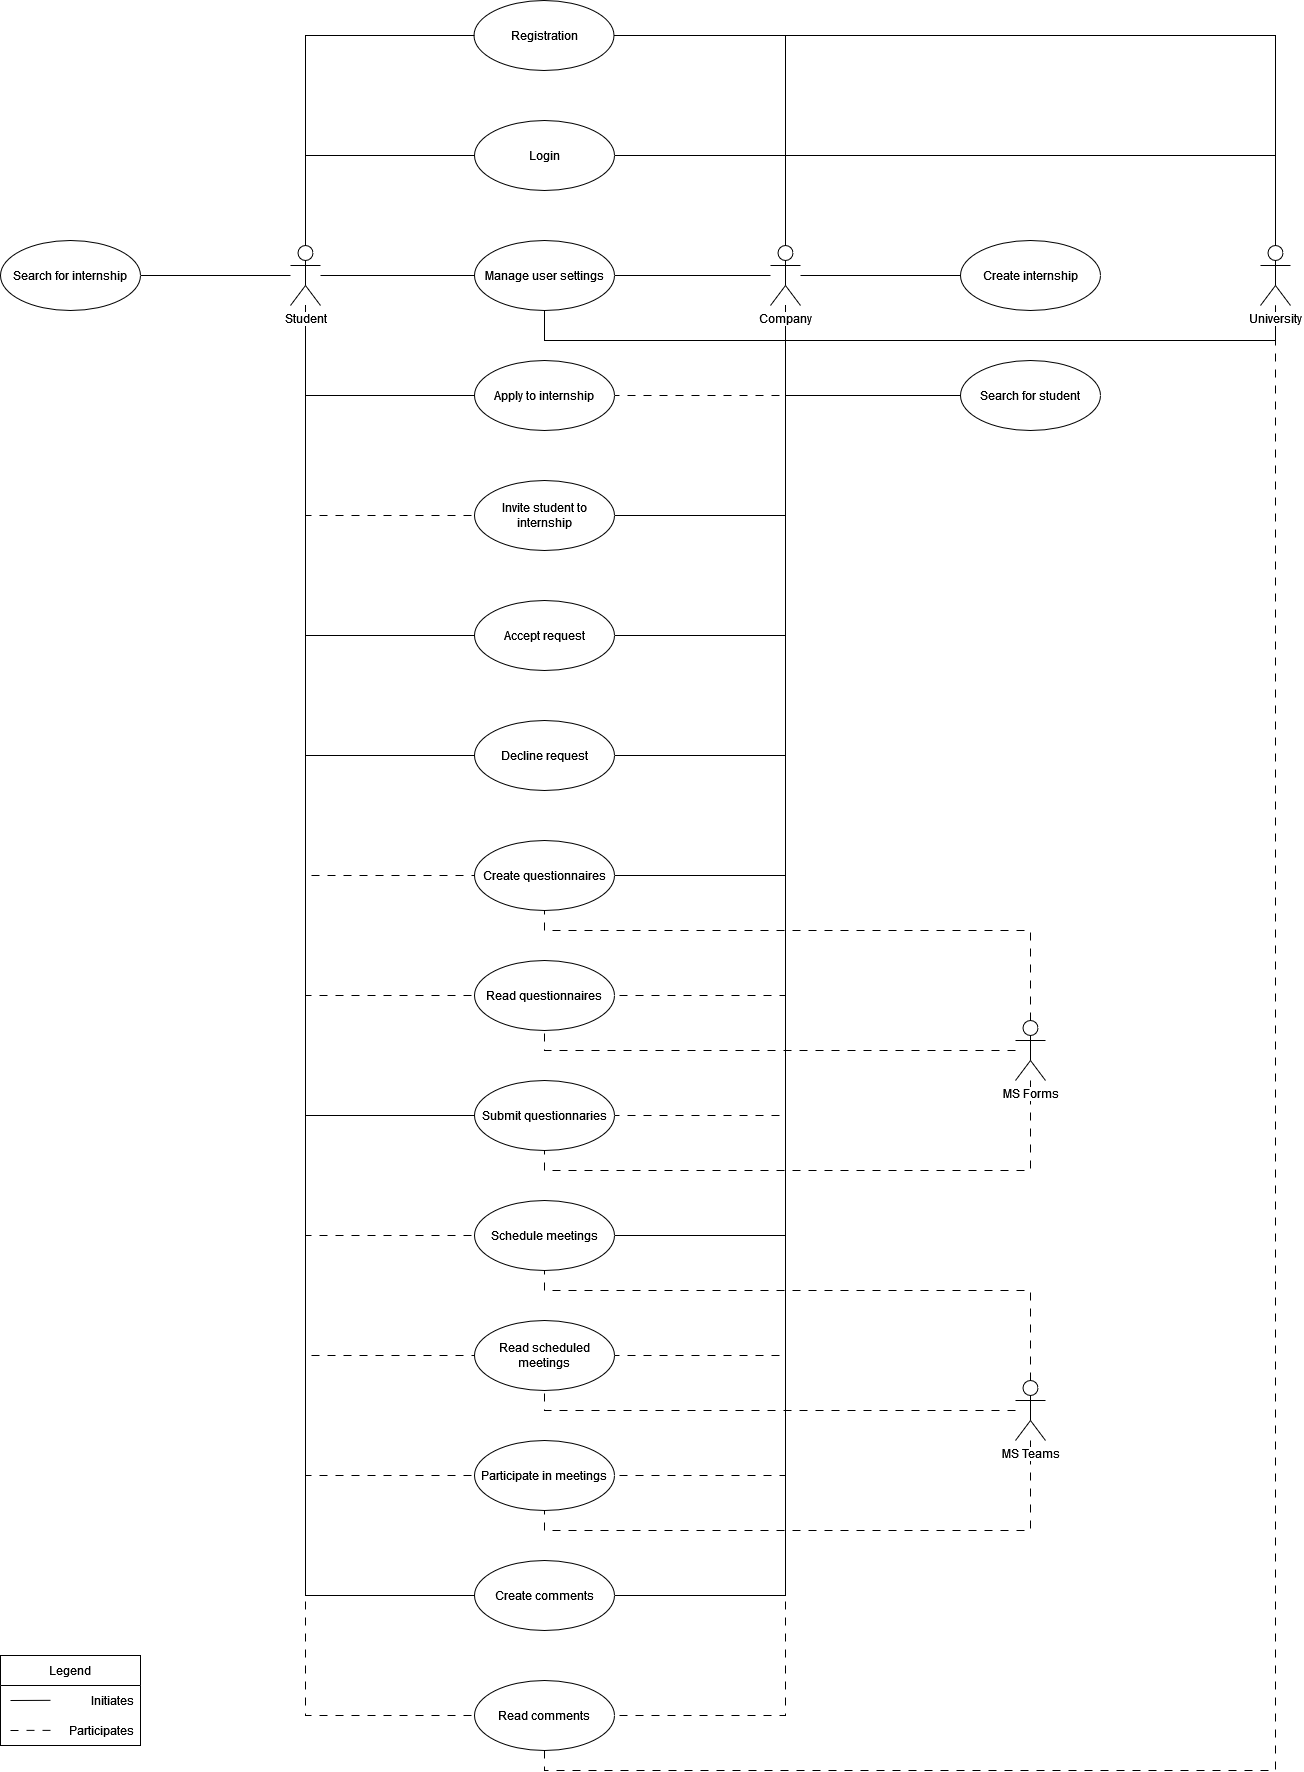 Registration
Login
Search for internship
Manage user settings
Create internship
Student
Company
University
Apply to internship
Search for student
Invite student to
internship
Accept request
Decline request
Create questionnaires
Read questionnaires
MS Forms
Submit questionnaries
Schedule meetings
Read scheduled
meetings
MS Teams
Participate in meetings
Create comments
Legend
Initiates
Read comments
Participates